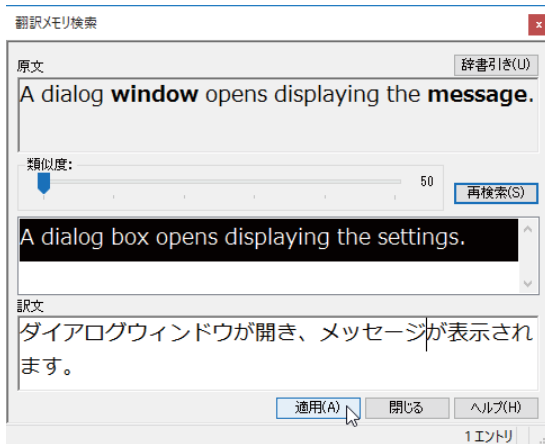 翻訳メモリ検索
x
原文
辞書引き(U)
A dialog window opens displaying the message.
類似度:
50
再検索(S)
A dialog box opens displaying the settings.
訳文
ダイアログウィンドウが開き、メッセージが表示され
ます。
適用(A) 閉じる ヘルプ(H)
1 エントリ